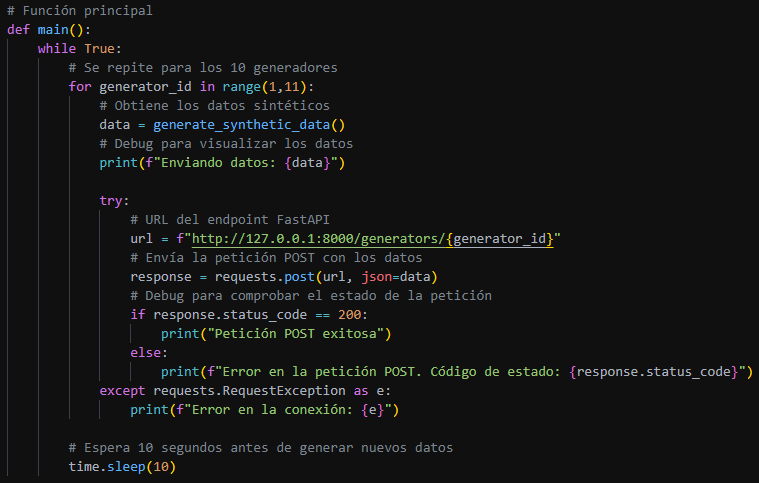 # Función principal
def main():
    while True:
        # Se repite para los 10 generadores
        for generator_id in range(1,11):
            # Obtiene los datos sintéticos
            data = generate_synthetic_data()
            # Debug para visualizar los datos
            print(f"Enviando datos: {data}")

            try:
                # URL del endpoint FastAPI
                url = f"http://127.0.0.1:8000/generators/{generator_id}"
                # Envía la petición POST con los datos
                response = requests.post(url, json=data)
                # Debug para comprobar el estado de la petición
                if response.status_code == 200:
                    print("Petición POST exitosa")
                else:
                    print(f"Error en la petición POST. Código de estado: {response.status_code}")
            except requests.RequestException as e:
                print(f"Error en la conexión: {e}")

        # Espera 10 segundos antes de generar nuevos datos
        time.sleep(10)